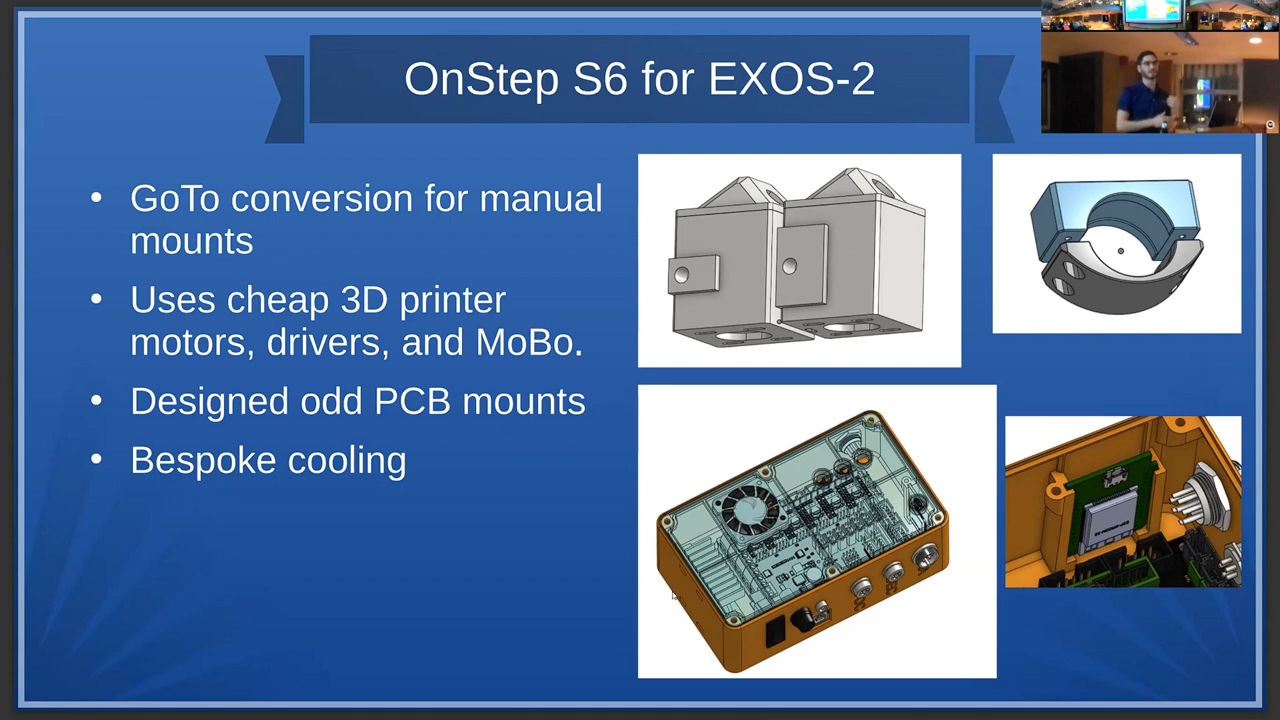 OnStep S6 for EXOS-2
• GoTo conversion for manual
mounts
• Uses cheap 3D printer
motors, drivers, and MoBo.
• Designed odd PCB mounts
• Bespoke cooling